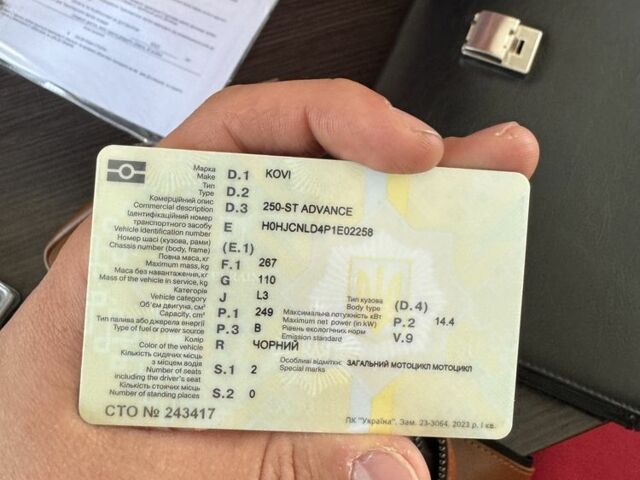 Марка
Make D.1 KOVI
Тип
Type D.2
Комерційний опис
Commercial description D.3 250-ST ADVANCE
Ідентифікаційний номер
транспортного засобу
Vehicle identification number E H0HJCNLD4P1E02258
Номер шасі (кузова, рами)
Chassis number (body, frame) (E.1)
Повна маса, кг
Maximum mass, kg F.1 267
Маса без навантаження, кг
Mass of the vehicle in service, kg G 110
Категорія
Vehicle category J L3
Тип кузова
Body type (D.4)
Об'єм двигуна, см³
Capacity, cm³ P.1 249
Максимальна потужність кВт
Maximum net power (in kW) P.2 14.4
Тип палива або джерела енергії
Type of fuel or power source P.3 B
Рівень екологічних норм
Emission standard V.9
Колір
Color of the vehicle R ЧОРНИЙ
Кількість сидячих місць
з місцем водія
Number of seats
including the driver's seat S.1 2
Особливі відмітки: ЗАГАЛЬНИЙ МОТОЦИКЛ МОТОЦИКЛ
Special marks
Кількість стоячих місць
Number of standing places S.2 0
СТО № 243417
ПК "Україна", Зам. 23-3064, 2023 р. І кв.